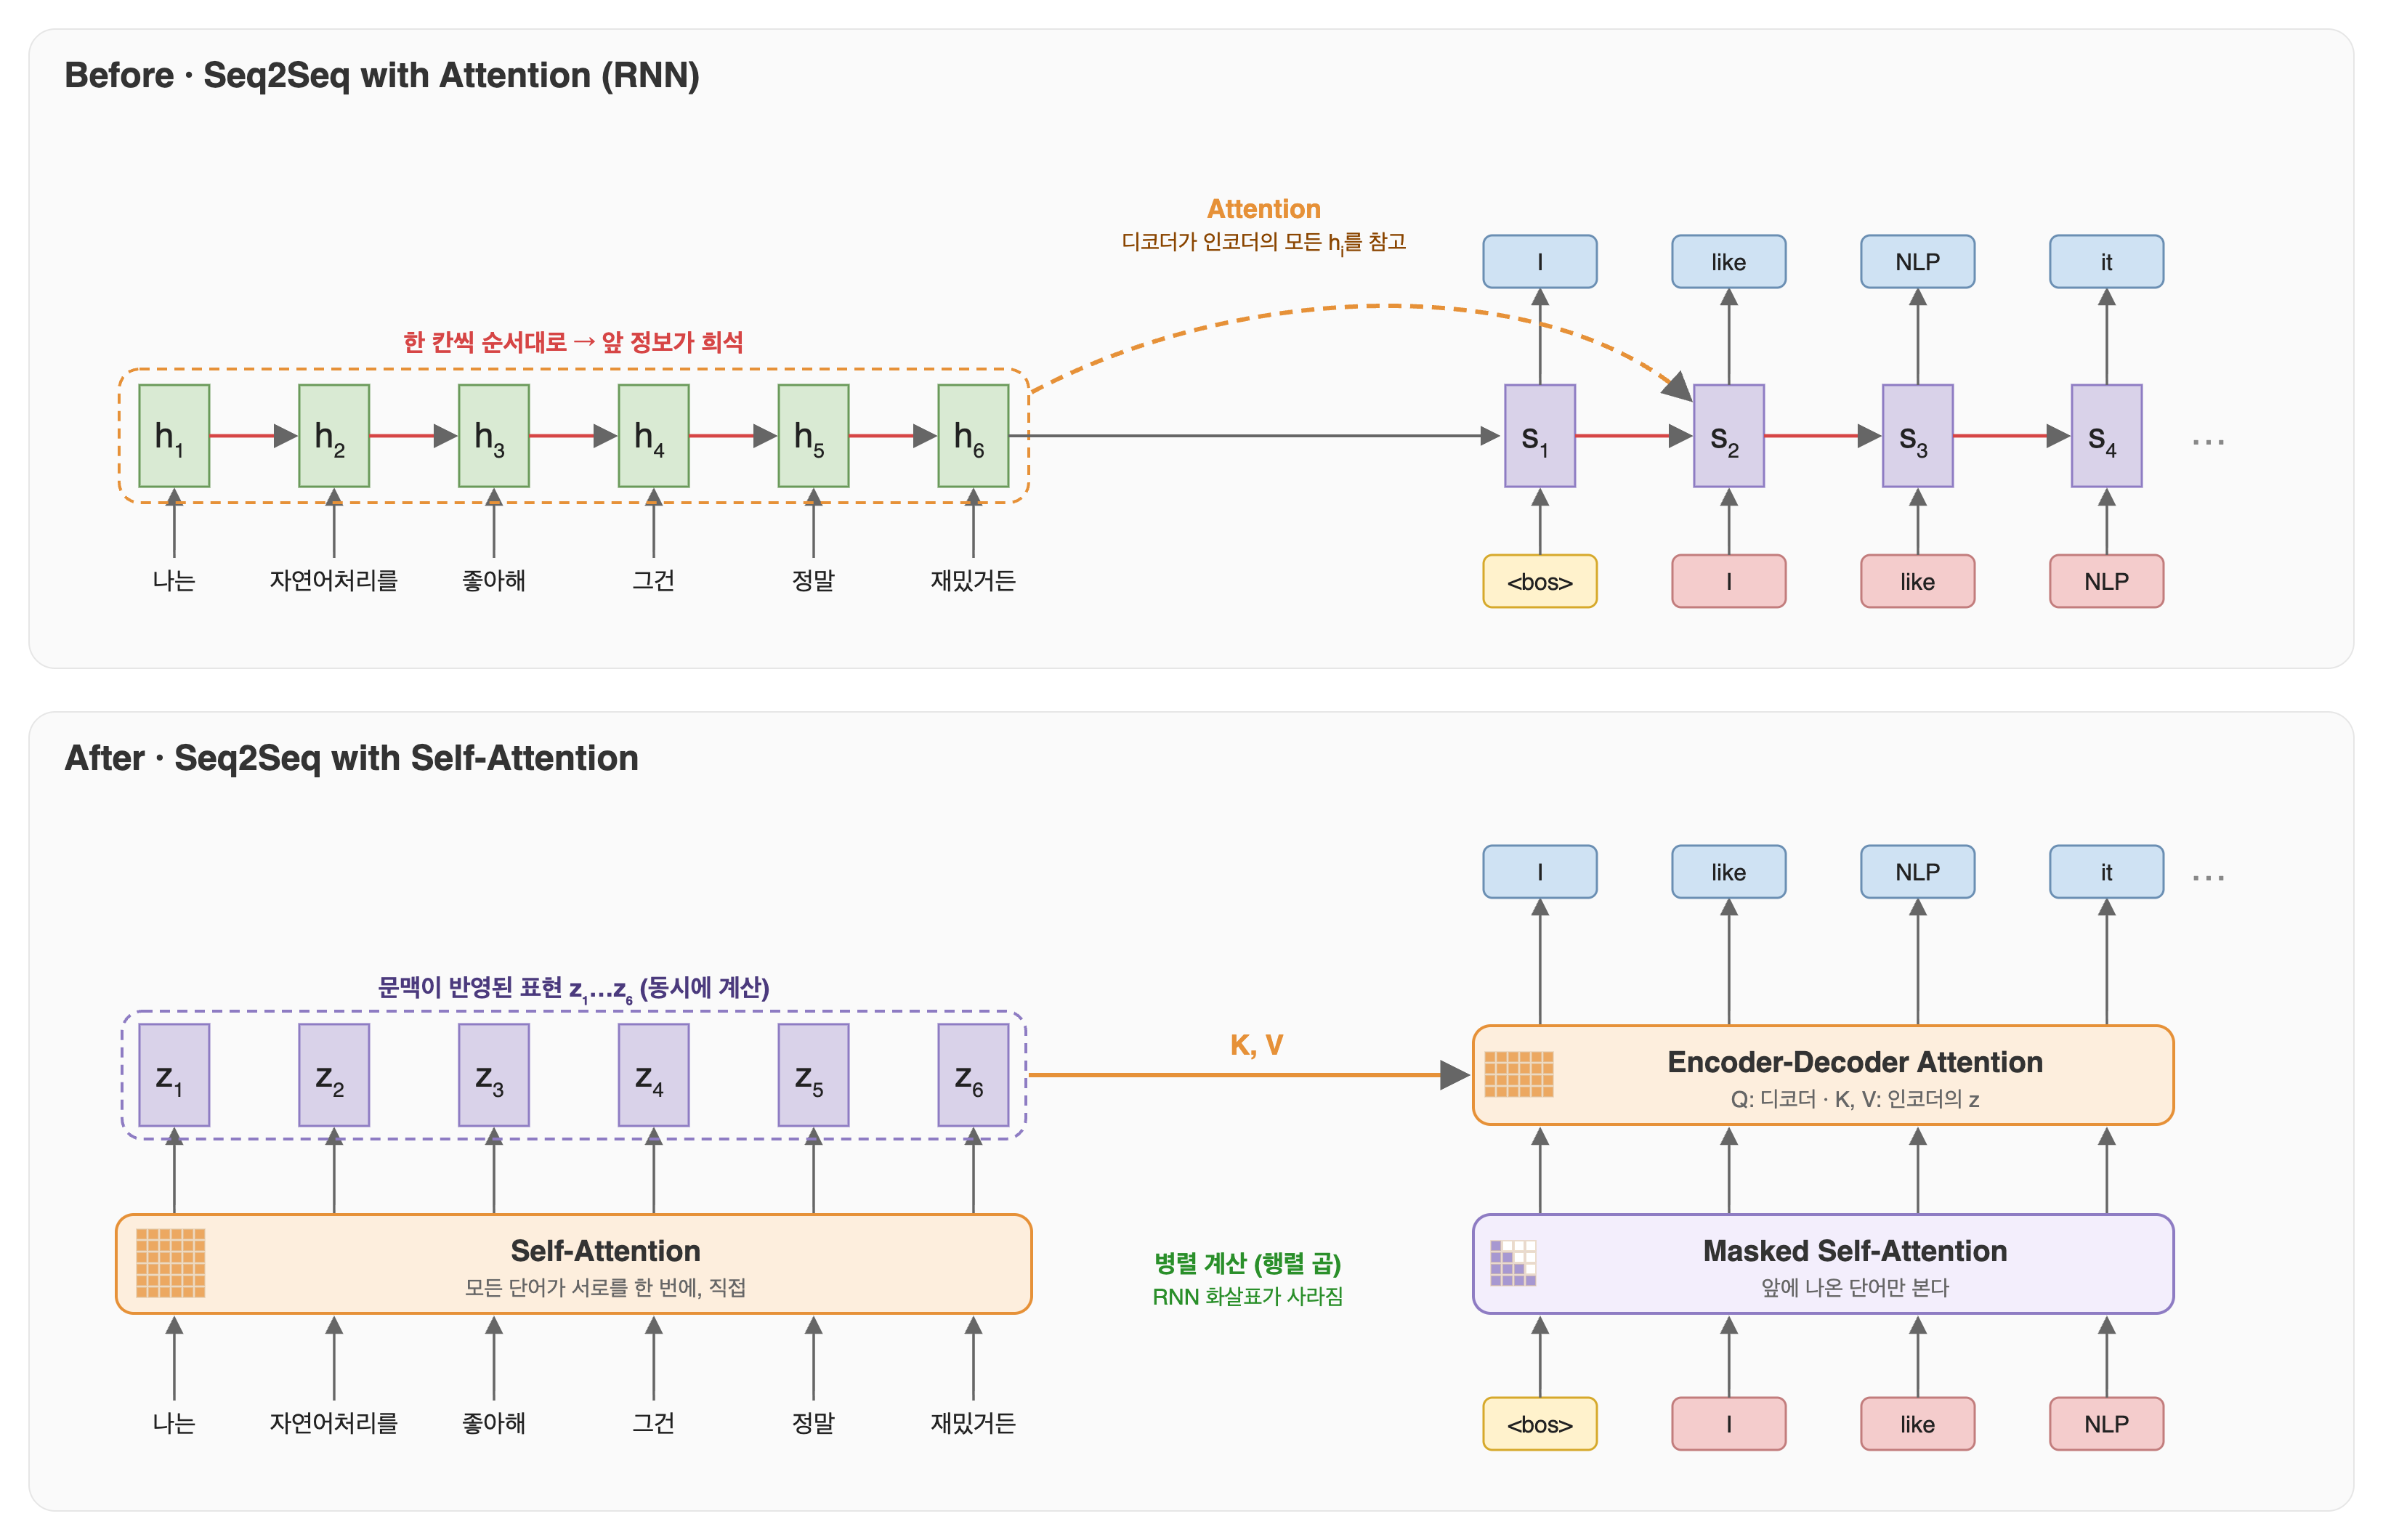 Before · Seq2Seq with Attention (RNN)
Attention
디코더가 인코더의 모든 hᵢ를 참고
I like NLP it
한 칸씩 순서대로 → 앞 정보가 희석
h₁ h₂ h₃ h₄ h₅ h₆ s₁ s₂ s₃ s₄ ...
나는 자연어처리를 좋아해 그건 정말 재밌거든 <bos> I like NLP
After · Seq2Seq with Self-Attention
I like NLP it ...
문맥이 반영된 표현 z₁...z₆ (동시에 계산)
z₁ z₂ z₃ z₄ z₅ z₆
K, V
Encoder-Decoder Attention
Q: 디코더 · K, V: 인코더의 z
Self-Attention
모든 단어가 서로를 한 번에, 직접
병렬 계산 (행렬 곱)
RNN 화살표가 사라짐
Masked Self-Attention
앞에 나온 단어만 본다
나는 자연어처리를 좋아해 그건 정말 재밌거든 <bos> I like NLP